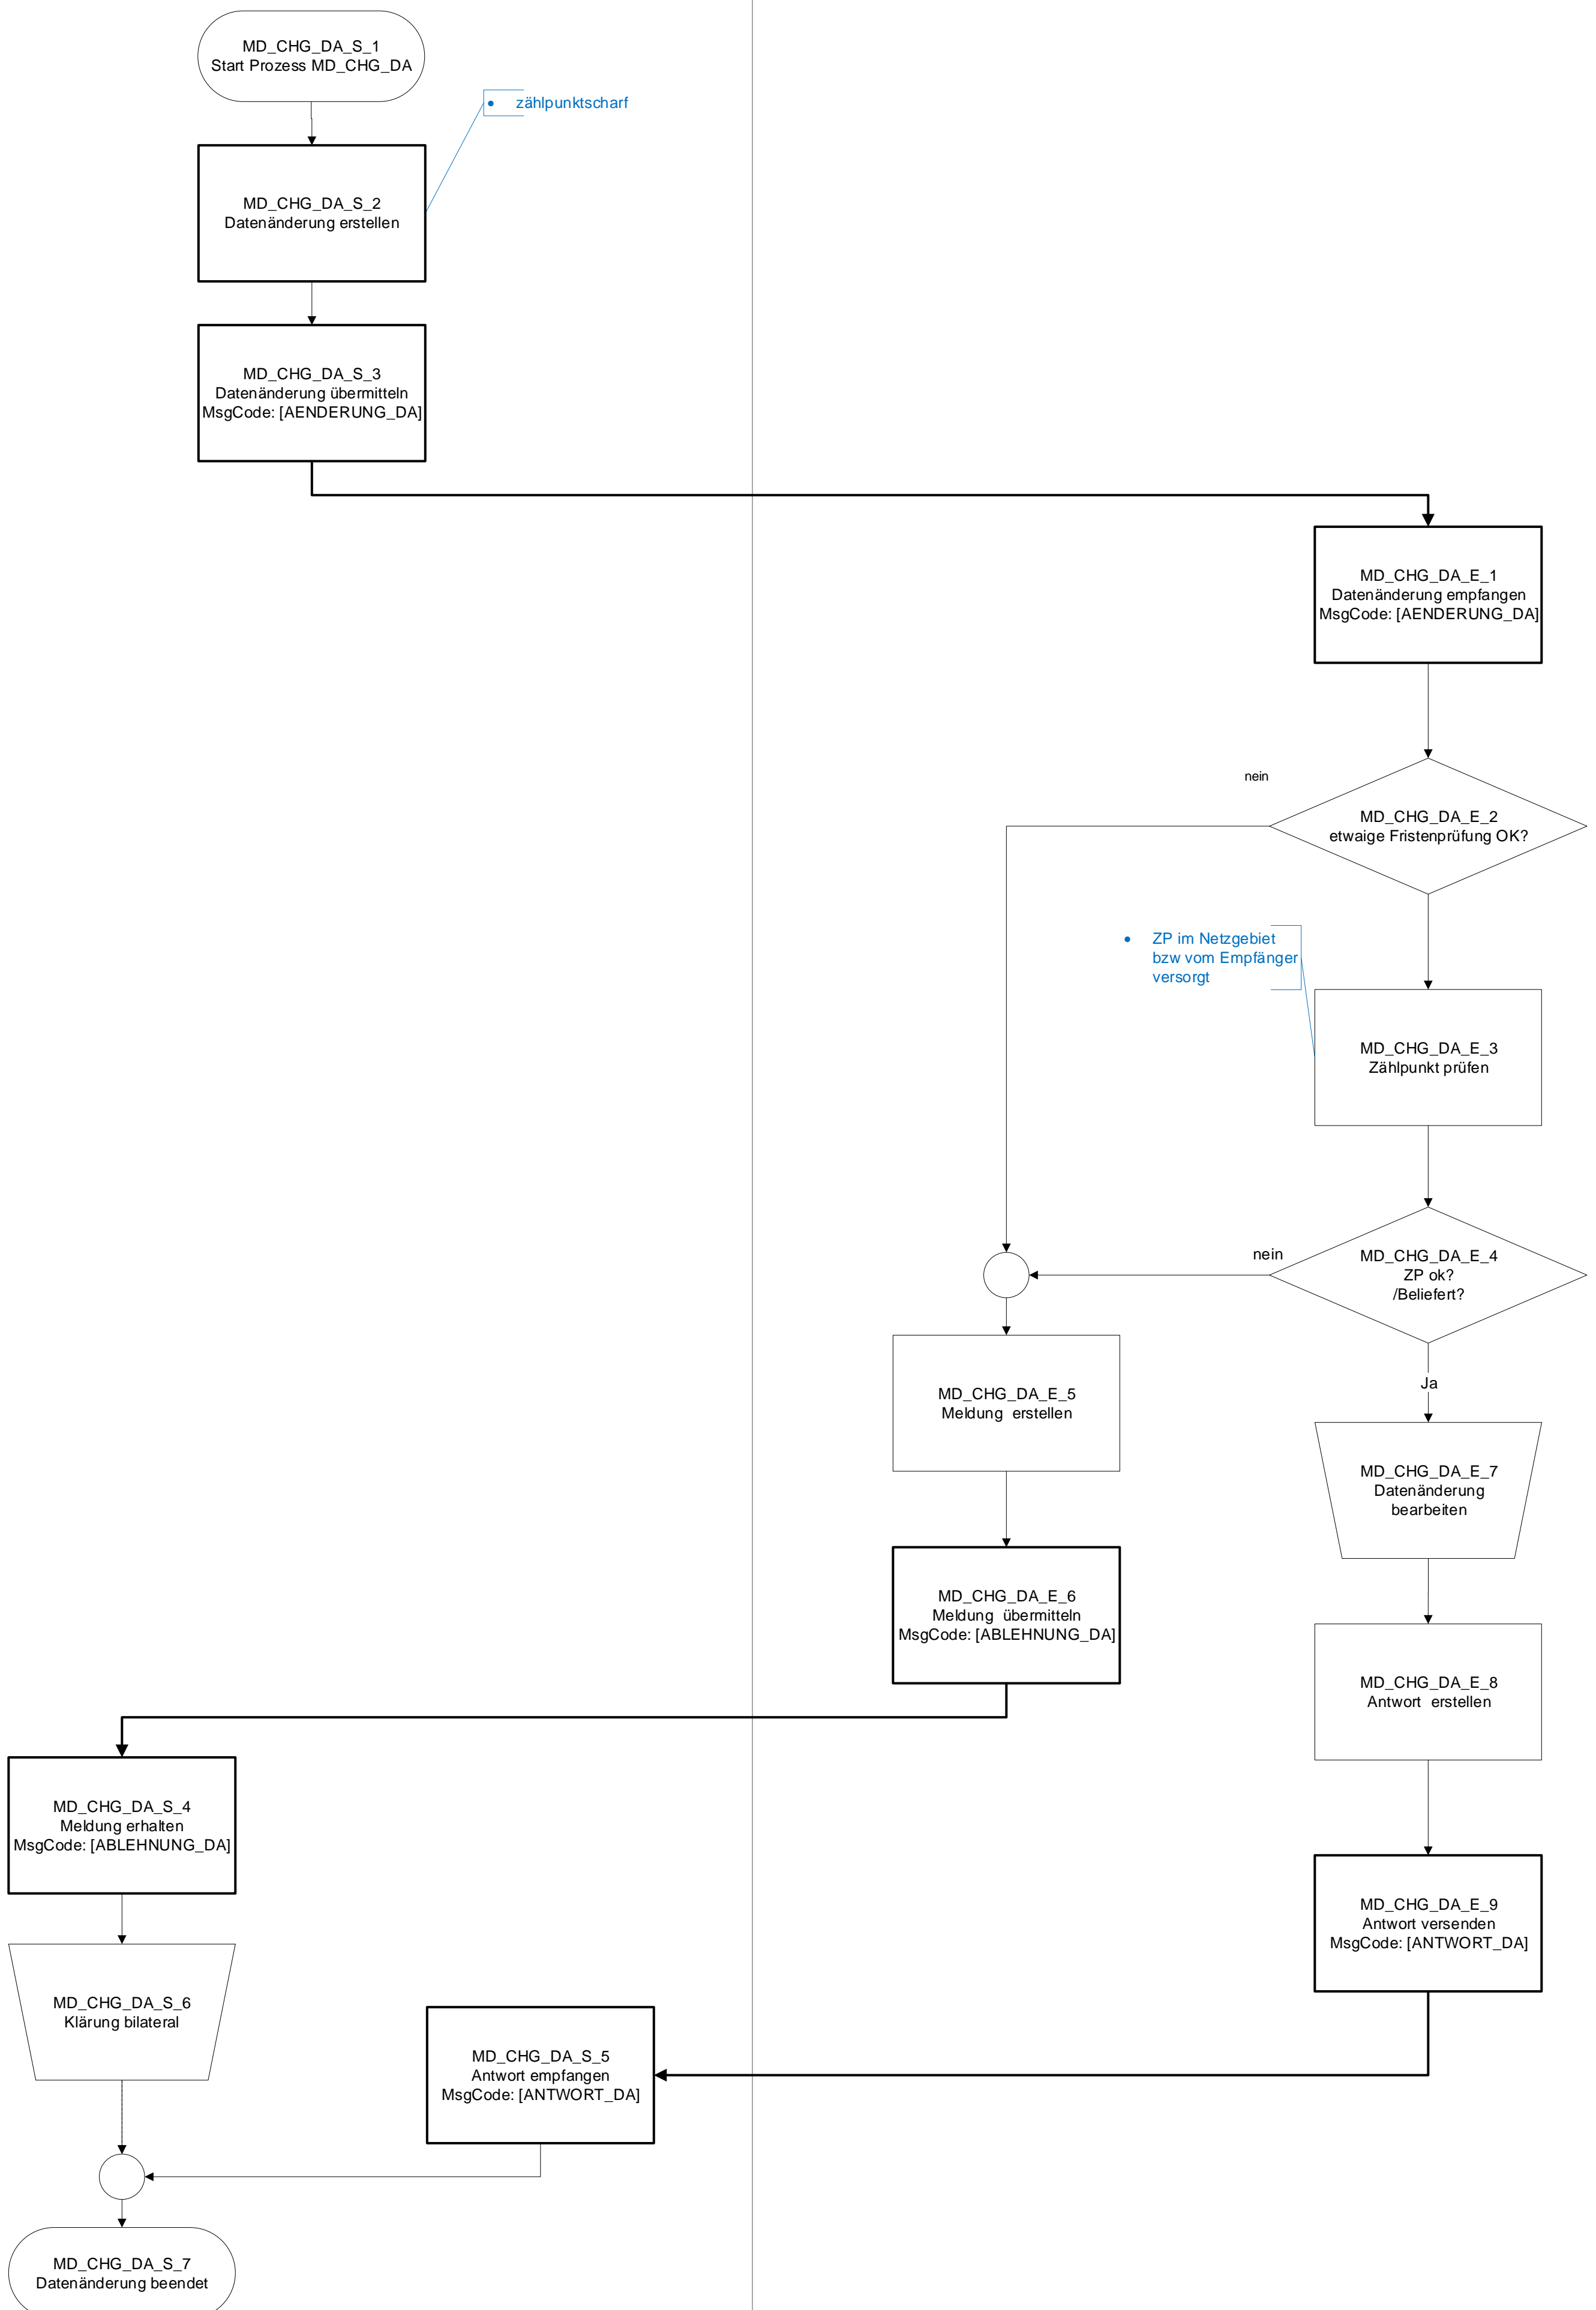 MD_CHG_DA_S_1
Start Prozess MD_CHG_DA
• zählpunktscharf
MD_CHG_DA_S_2
Datenänderung erstellen
MD_CHG_DA_S_3
Datenänderung übermitteln
MsgCode: [AENDERUNG_DA]
MD_CHG_DA_E_1
Datenänderung empfangen
MsgCode: [AENDERUNG_DA]
nein
MD_CHG_DA_E_2
etwaige Fristenprüfung OK?
• ZP im Netzgebiet
bzw vom Empfänger
versorgt
MD_CHG_DA_E_3
Zählpunkt prüfen
nein
MD_CHG_DA_E_4
ZP ok?
/Beliefert?
Ja
MD_CHG_DA_E_5
Meldung erstellen
MD_CHG_DA_E_7
Datenänderung
bearbeiten
MD_CHG_DA_E_6
Meldung übermitteln
MsgCode: [ABLEHNUNG_DA]
MD_CHG_DA_E_8
Antwort erstellen
MD_CHG_DA_S_4
Meldung erhalten
MsgCode: [ABLEHNUNG_DA]
MD_CHG_DA_E_9
Antwort versenden
MsgCode: [ANTWORT_DA]
MD_CHG_DA_S_6
Klärung bilateral
MD_CHG_DA_S_5
Antwort empfangen
MsgCode: [ANTWORT_DA]
MD_CHG_DA_S_7
Datenänderung beendet